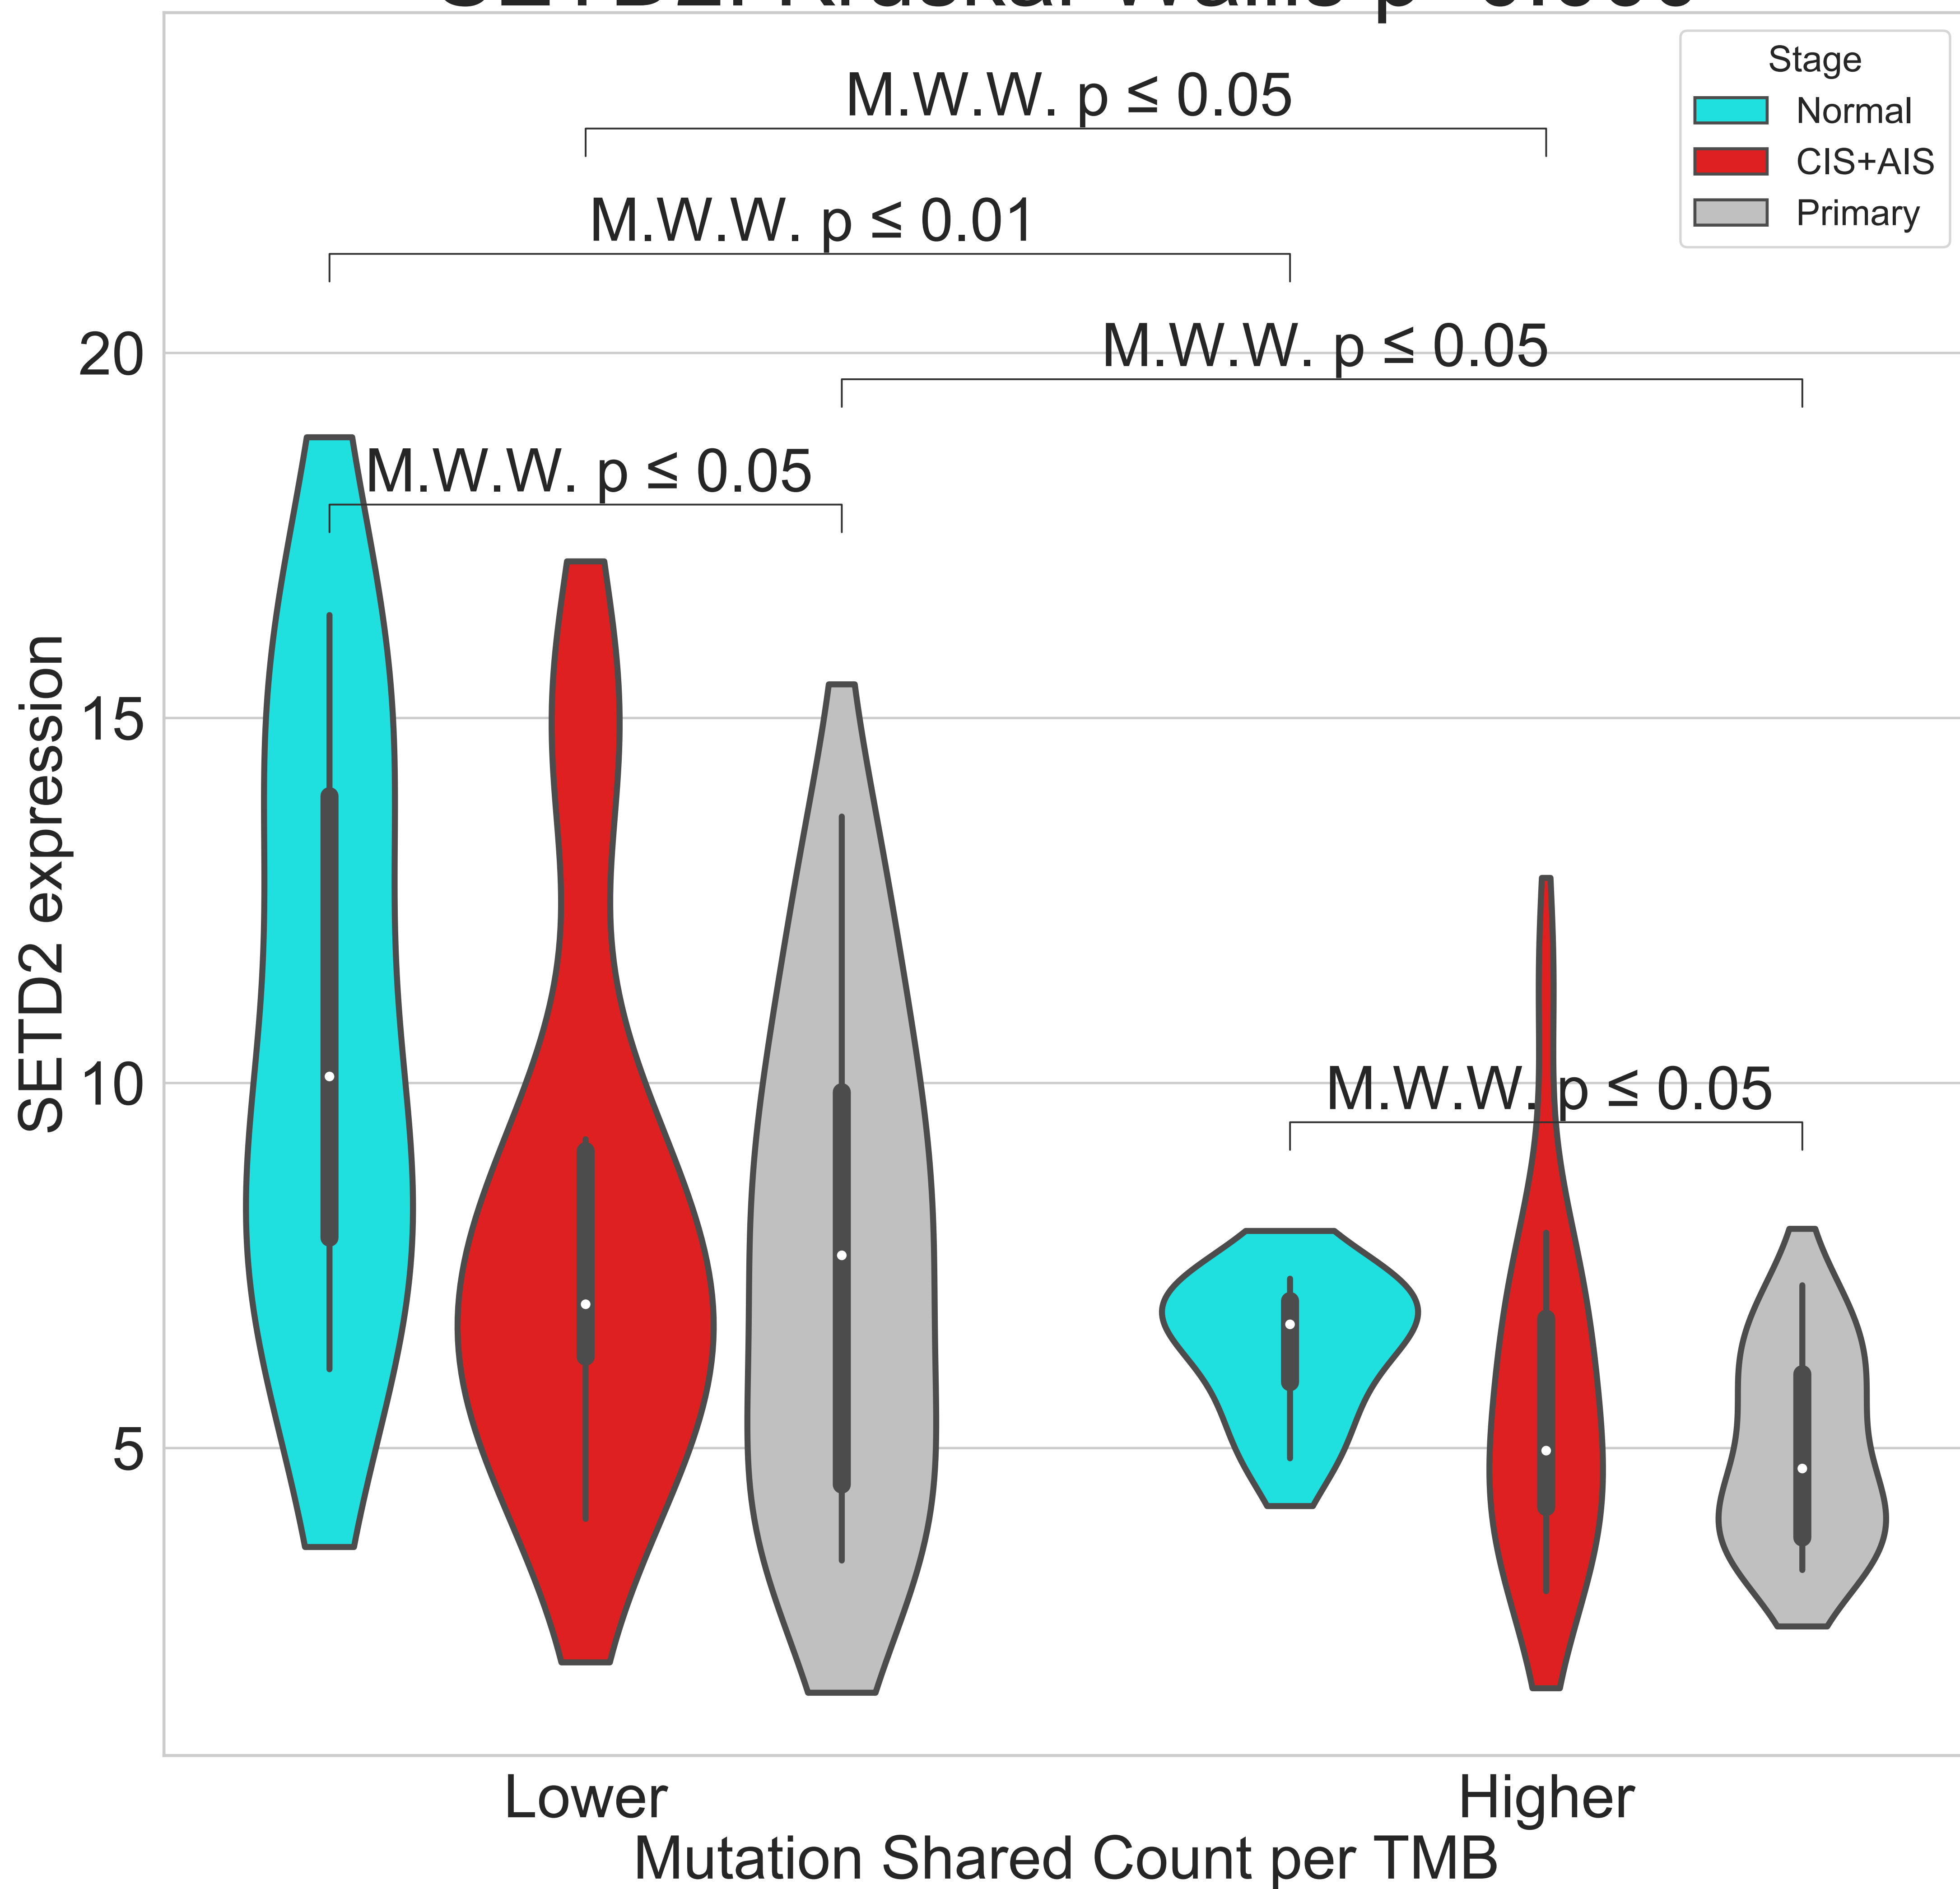 Stage
Normal
CIS+AIS
Primary
M.W.W. p ≤ 0.05
M.W.W. p ≤ 0.01
M.W.W. p ≤ 0.05
M.W.W. p ≤ 0.05
M.W.W. p ≤ 0.05
20
15
10
5
SETD2 expression
Lower
Higher
Mutation Shared Count per TMB